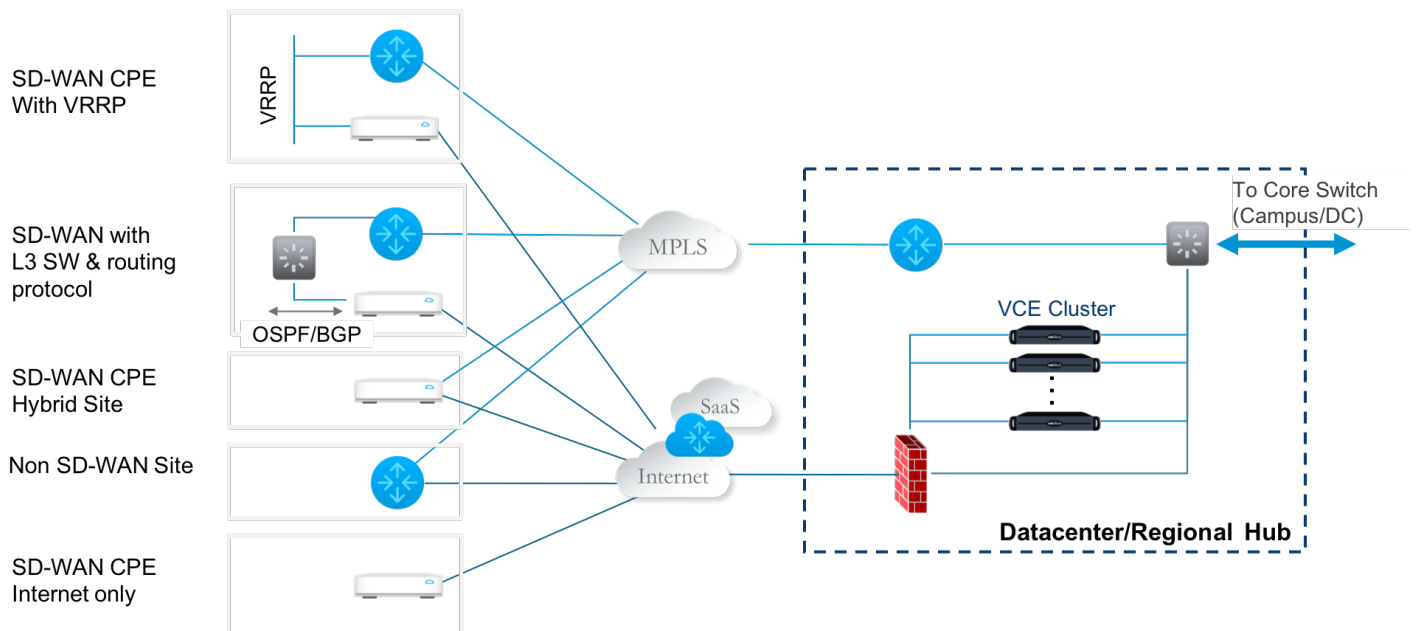 SD-WAN CPE
With VRRP
VRRP
SD-WAN with
L3 SW & routing
protocol
OSPF/BGP
SD-WAN CPE
Hybrid Site
Non SD-WAN Site
SD-WAN CPE
Internet only
MPLS
SaaS
Internet
To Core Switch
(Campus/DC)
VCE Cluster
Datacenter/Regional Hub